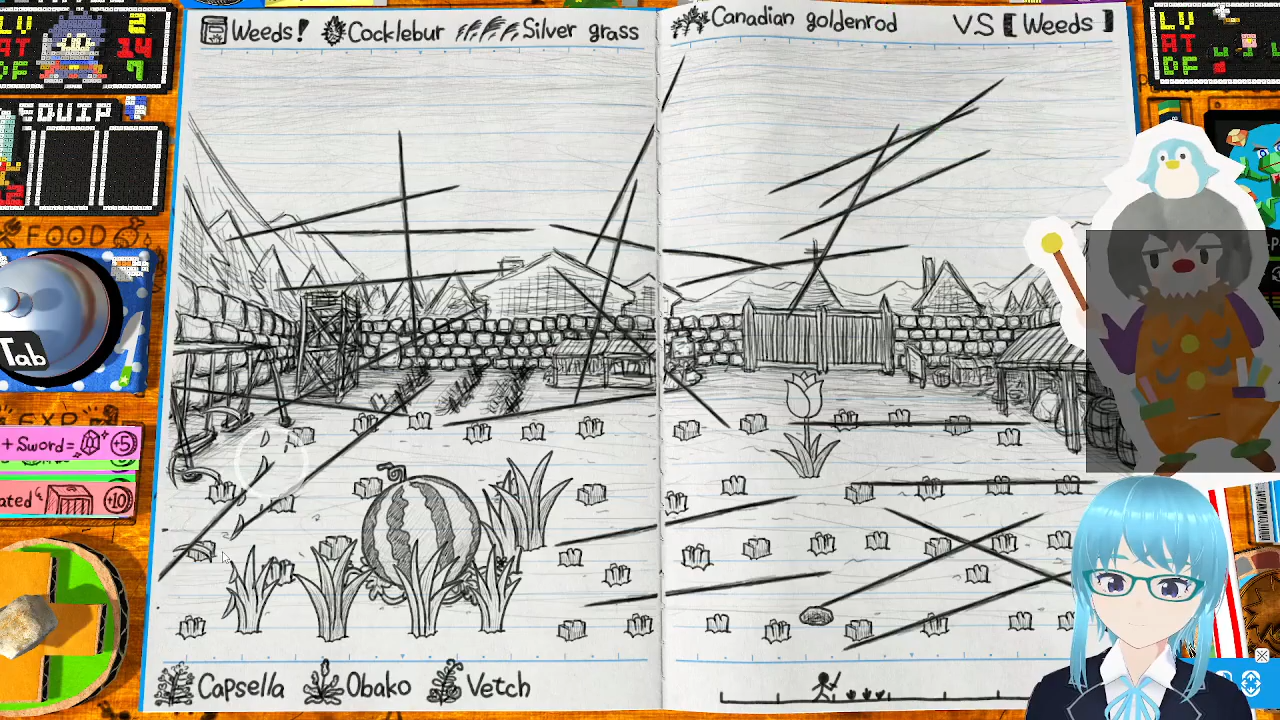 LV 2
AT 14
DF 7
EQUIP
FOOD
Tab
EXP
+ Sword= +5
ated +10
Weeds! Cocklebur Silver grass
Canadian goldenrod VS [Weeds]
LV
AT
DF
Capsella Obako Vetch